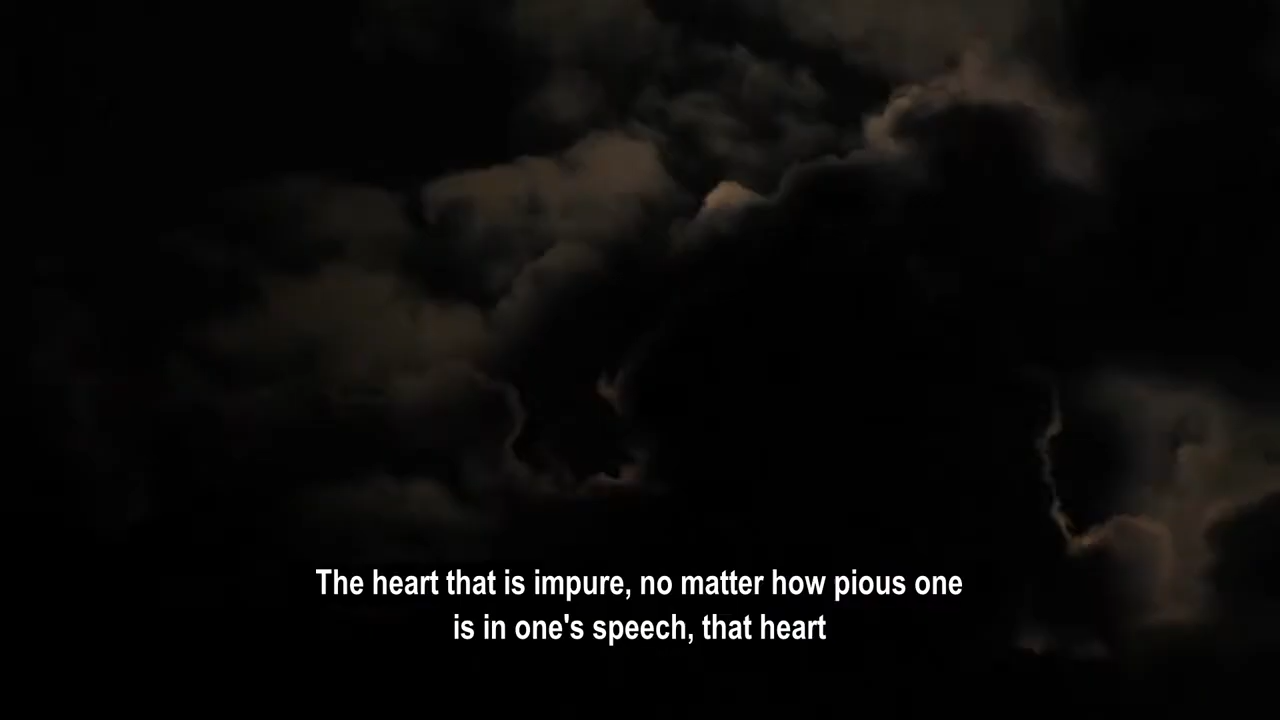 The heart that is impure, no matter how pious one
is in one's speech, that heart